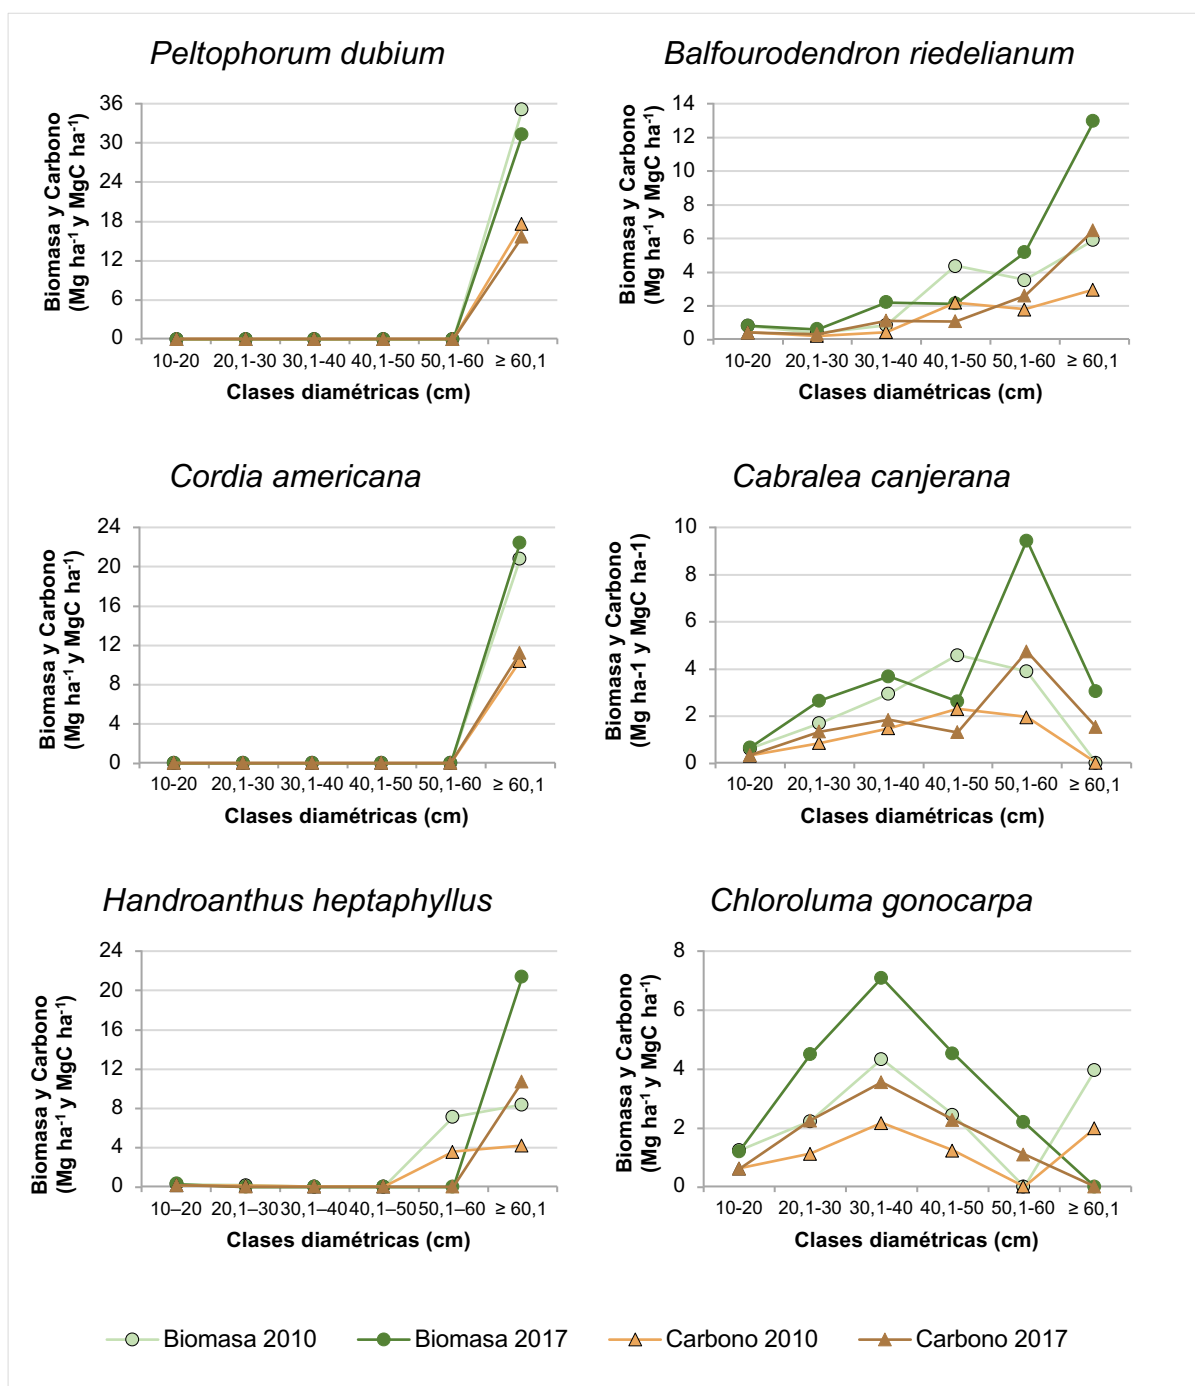 Peltophorum dubium
Biomasa y Carbono
(Mg ha⁻¹ y MgC ha⁻¹)
36
30
24
18
12
6
0
10-20 20,1-30 30,1-40 40,1-50 50,1-60 ≥ 60,1
Clases diamétricas (cm)
Balfourodendron riedelianum
Biomasa y Carbono
(Mg ha⁻¹ y MgC ha⁻¹)
14
12
10
8
6
4
2
0
10-20 20,1-30 30,1-40 40,1-50 50,1-60 ≥ 60,1
Clases diamétricas (cm)
Cordia americana
Biomasa y Carbono
(Mg ha⁻¹ y MgC ha⁻¹)
24
20
16
12
8
4
0
10-20 20,1-30 30,1-40 40,1-50 50,1-60 ≥ 60,1
Clases diamétricas (cm)
Cabralea canjerana
Biomasa y Carbono
(Mg ha-1 y MgC ha-1)
10
8
6
4
2
0
10-20 20,1-30 30,1-40 40,1-50 50,1-60 ≥ 60,1
Clases diamétricas (cm)
Handroanthus heptaphyllus
Biomasa y Carbono
(Mg ha⁻¹ y MgC ha⁻¹)
24
20
16
12
8
4
0
10–20 20,1–30 30,1–40 40,1–50 50,1–60 ≥ 60,1
Clases diamétricas (cm)
Chloroluma gonocarpa
Biomasa y Carbono
(Mg ha⁻¹ y MgC ha⁻¹)
8
6
4
2
0
10-20 20,1-30 30,1-40 40,1-50 50,1-60 ≥ 60,1
Clases diamétricas (cm)
Biomasa 2010 Biomasa 2017 Carbono 2010 Carbono 2017